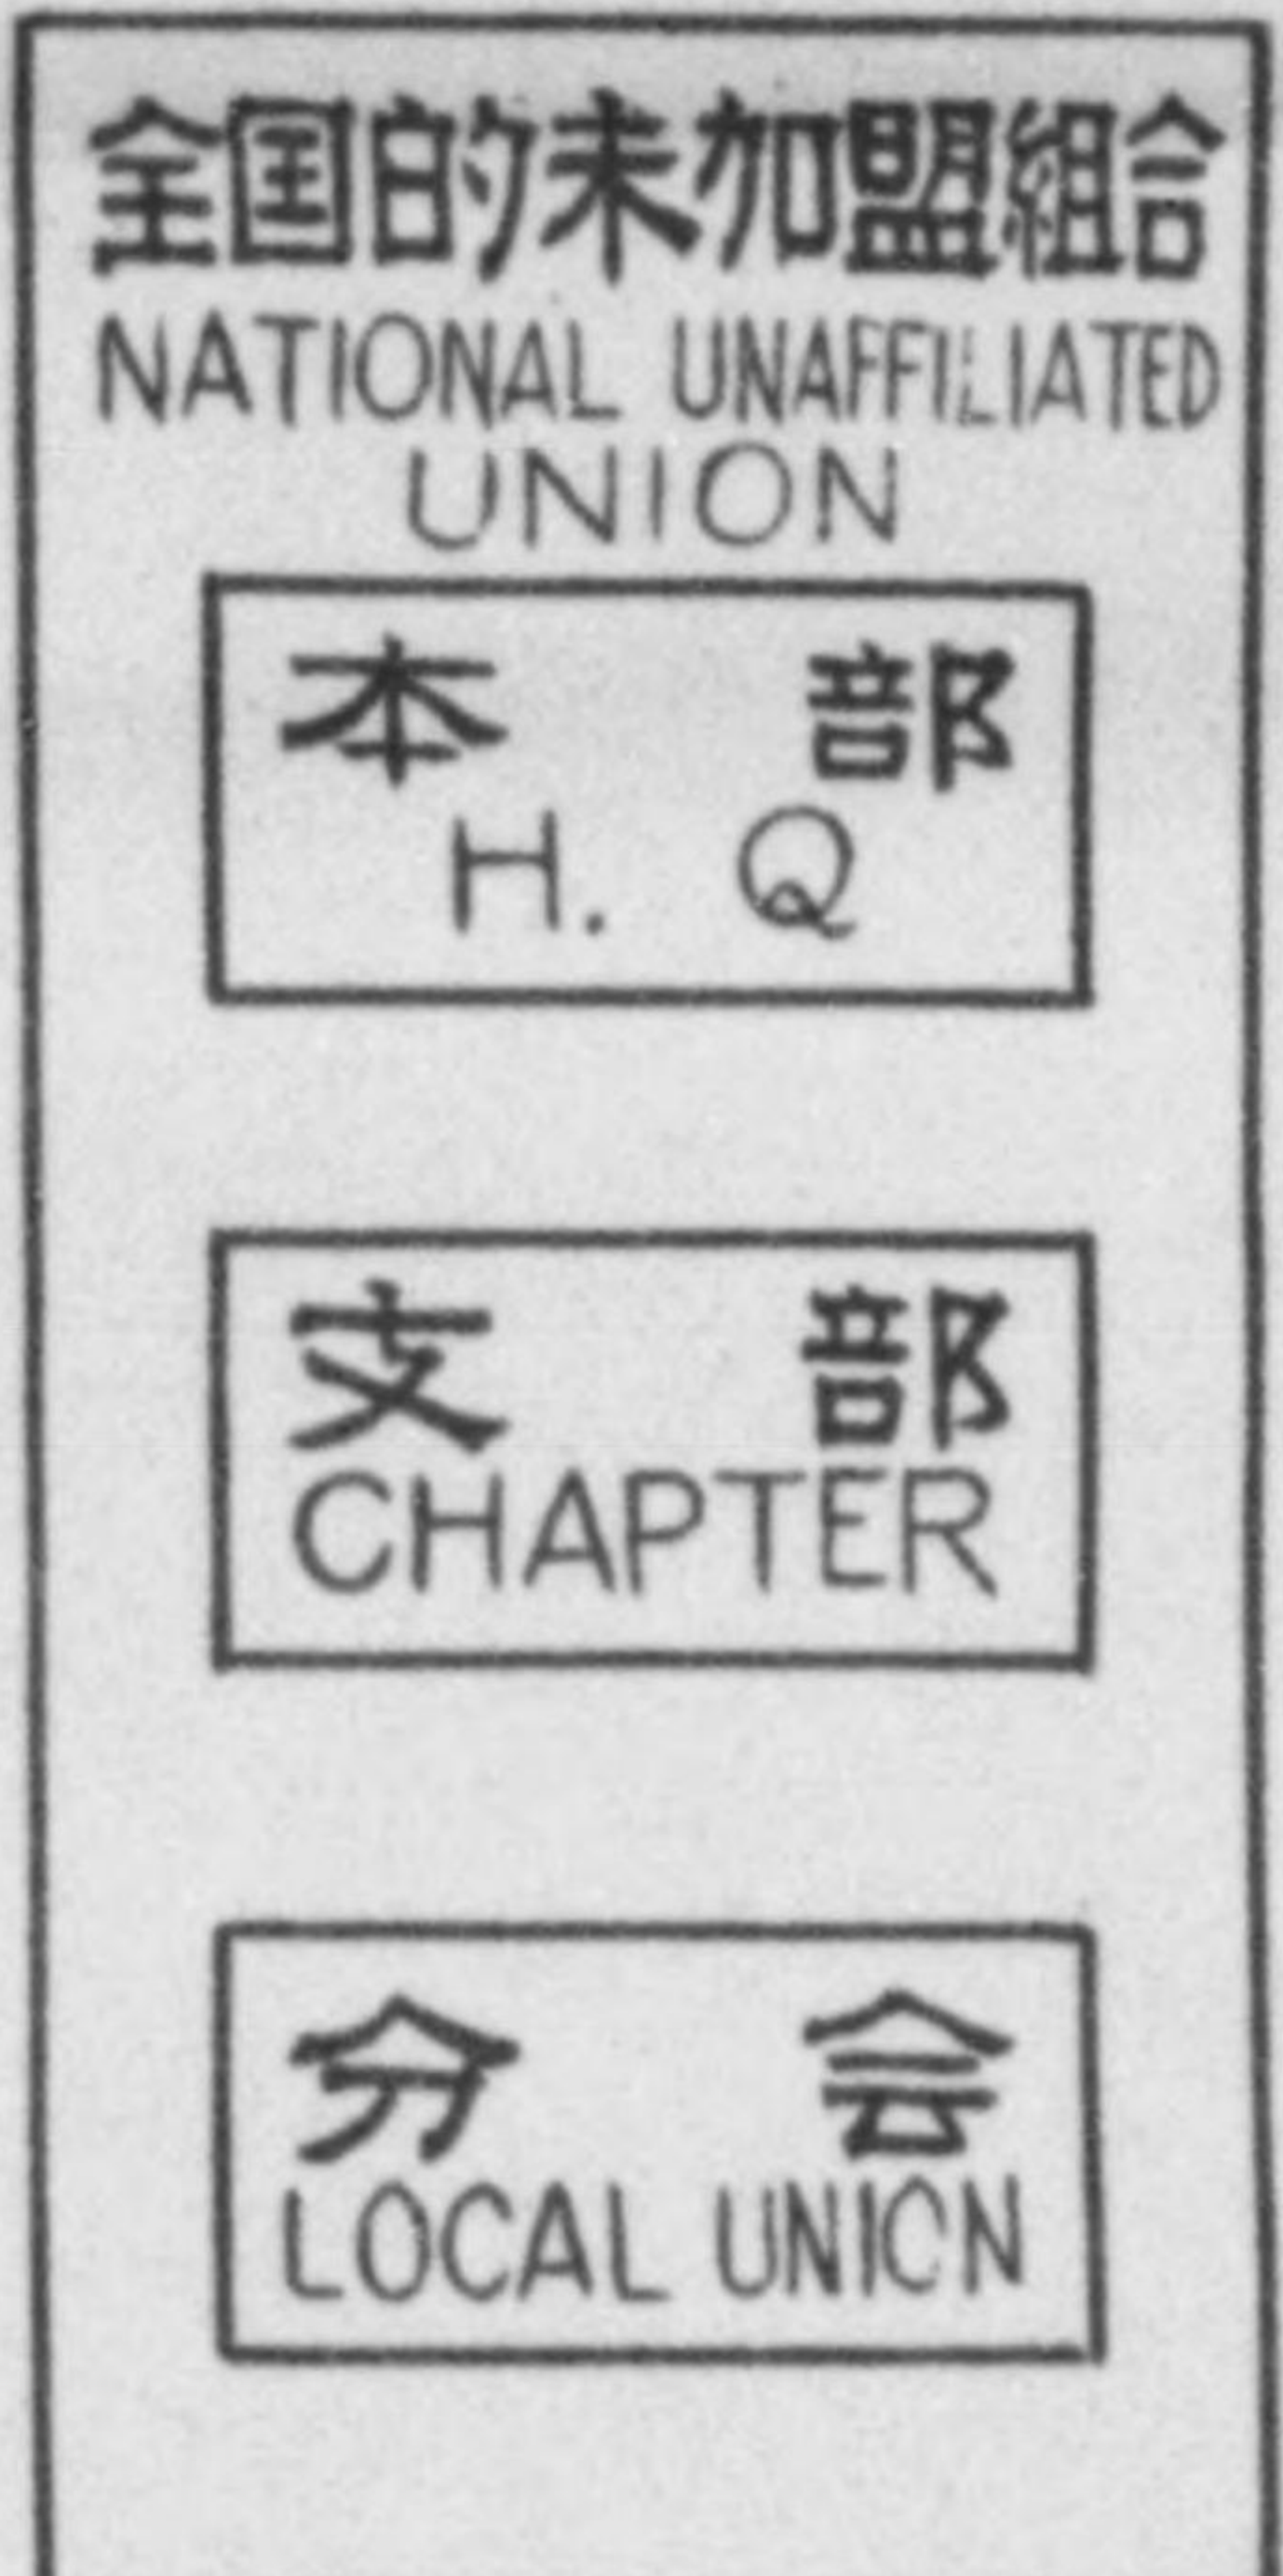 全国的未加盟組合
NATIONAL UNAFFILIATED
UNION
本部
H. Q
支部
CHAPTER
分会
LOCAL UNION